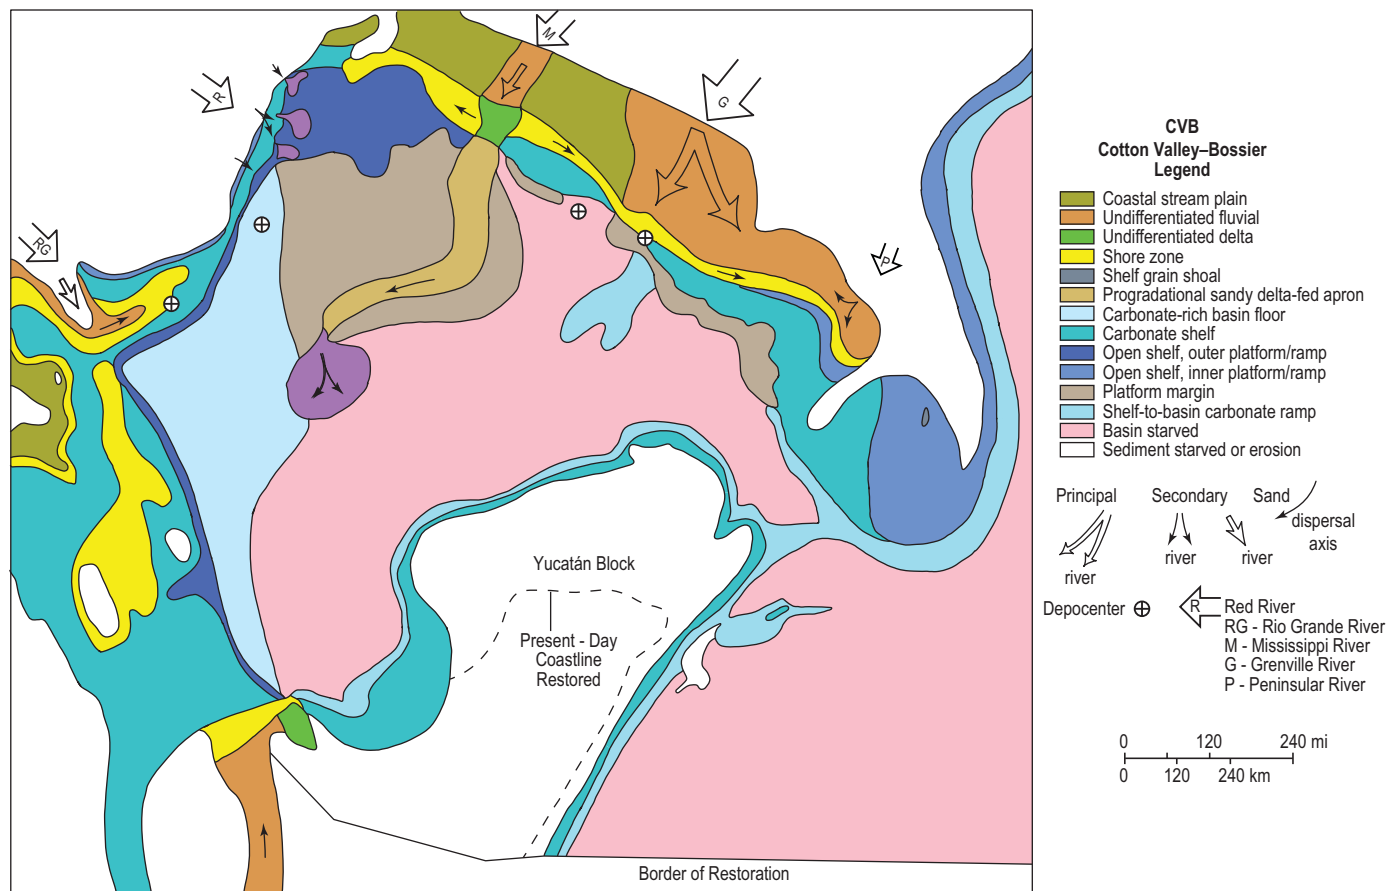 M
R
G
RG
P
Yucatán Block
Present - Day
Coastline
Restored
Border of Restoration
CVB
Cotton Valley–Bossier
Legend
Coastal stream plain
Undifferentiated fluvial
Undifferentiated delta
Shore zone
Shelf grain shoal
Progradational sandy delta-fed apron
Carbonate-rich basin floor
Carbonate shelf
Open shelf, outer platform/ramp
Open shelf, inner platform/ramp
Platform margin
Shelf-to-basin carbonate ramp
Basin starved
Sediment starved or erosion
Principal
river
Secondary
river
river
Sand
dispersal
axis
Depocenter
R
Red River
RG - Rio Grande River
M - Mississippi River
G - Grenville River
P - Peninsular River
0 120 240 mi
0 120 240 km